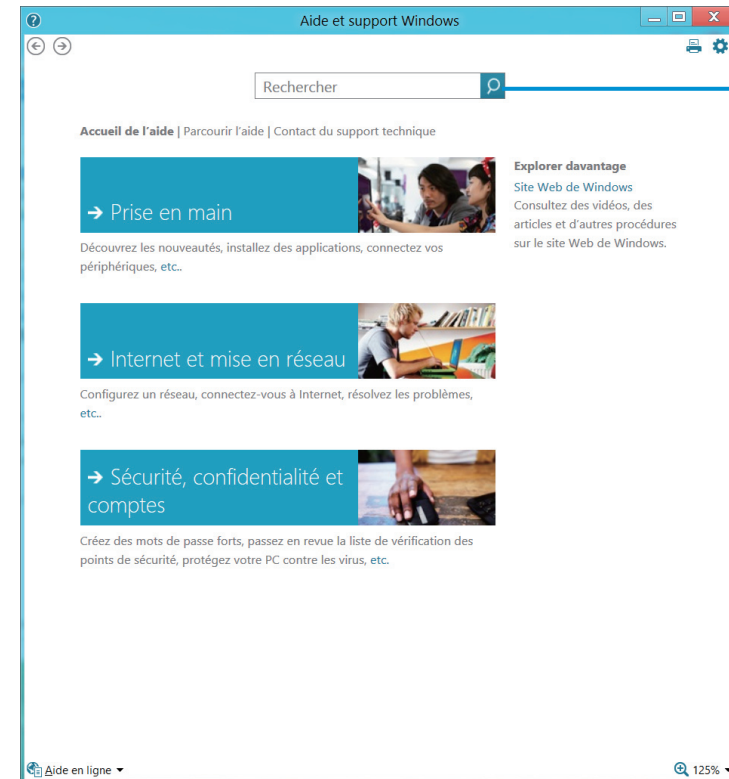 Aide et support Windows
Rechercher
Accueil de l'aide | Parcourir l'aide | Contact du support technique
→ Prise en main
Découvrez les nouveautés, installez des applications, connectez vos
périphériques, etc..
Explorer davantage
Site Web de Windows
Consultez des vidéos, des
articles et d'autres procédures
sur le site Web de Windows.
→ Internet et mise en réseau
Configurez un réseau, connectez-vous à Internet, résolvez les problèmes,
etc..
→ Sécurité, confidentialité et
comptes
Créez des mots de passe forts, passez en revue la liste de vérification des
points de sécurité, protégez votre PC contre les virus, etc.
Aide en ligne
125%